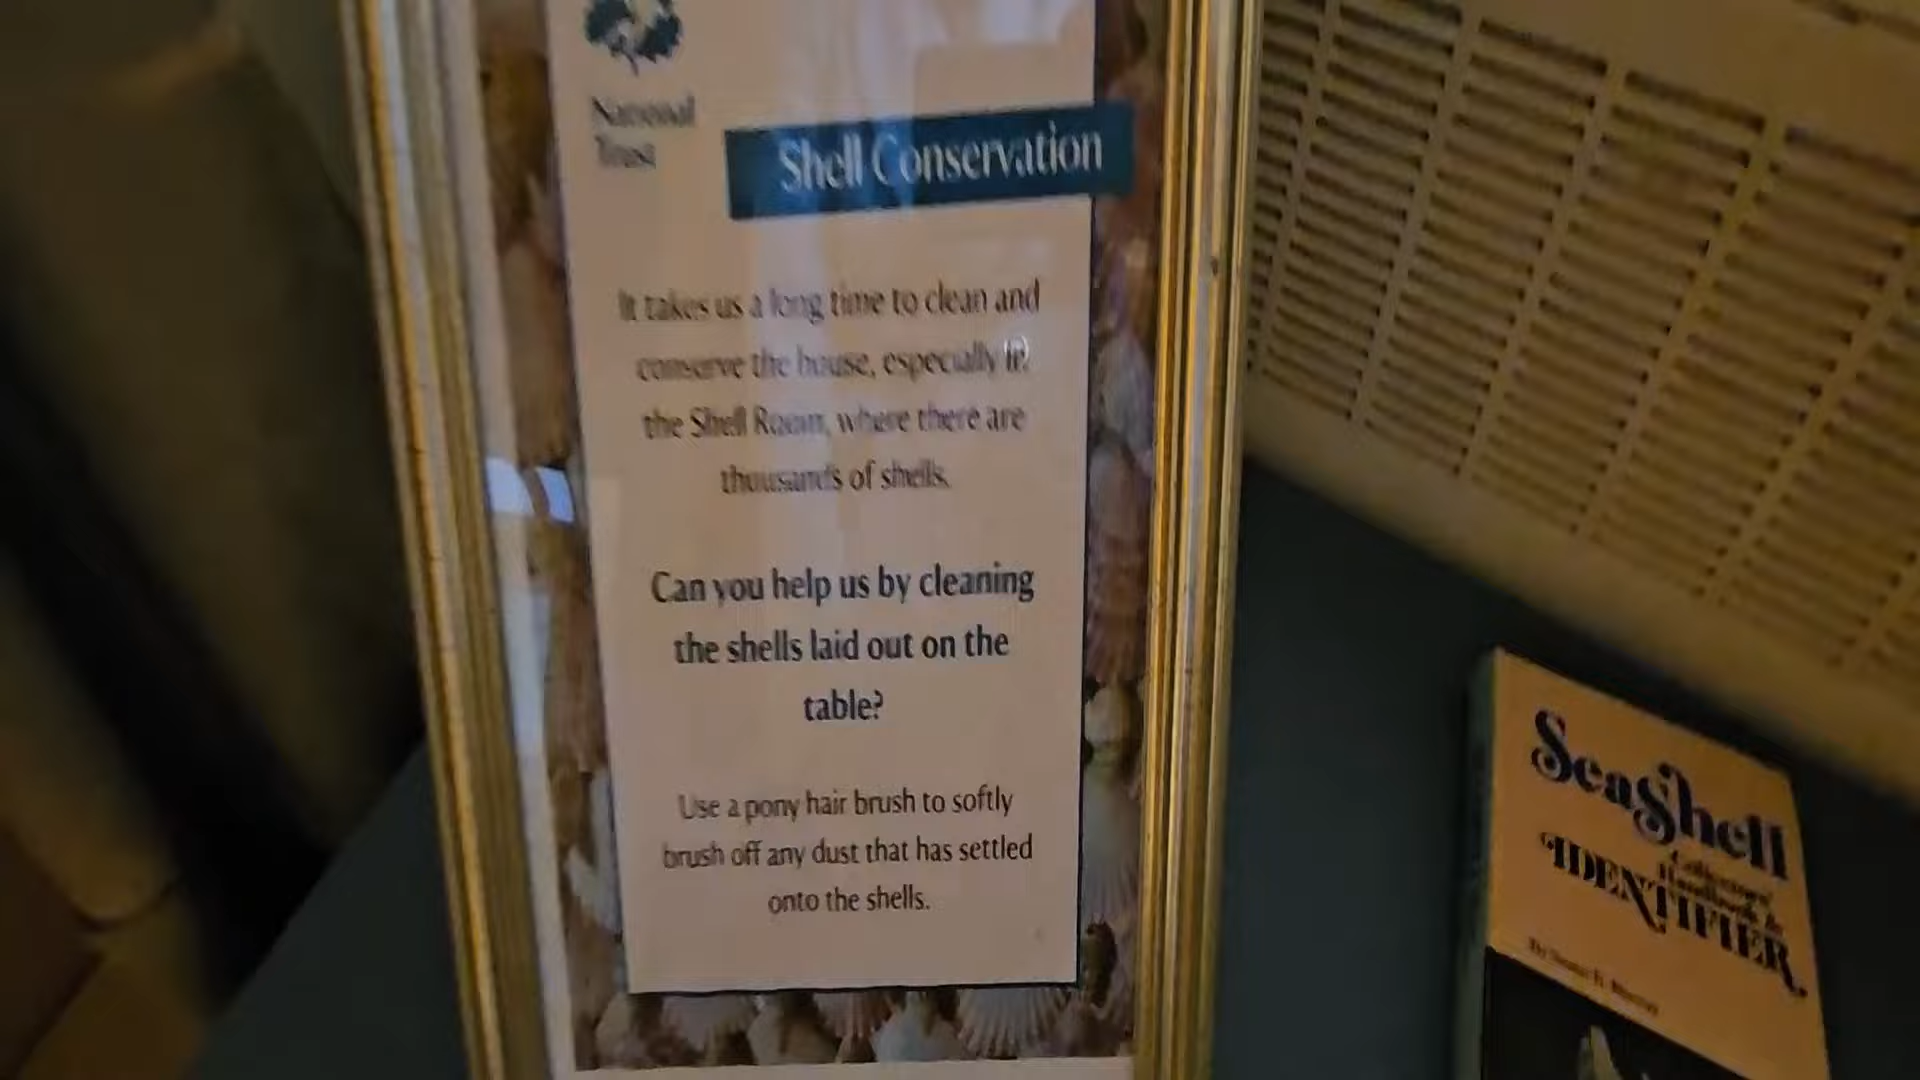 National
Trust
Shell Conservation
It takes us a long time to clean and
conserve the house, especially in
the Shell Room, where there are
thousands of shells.
Can you help us by cleaning
the shells laid out on the
table?
Use a pony hair brush to softly
brush off any dust that has settled
onto the shells.
SeaShell
Collectors'
Handbook &
IDENTIFIER